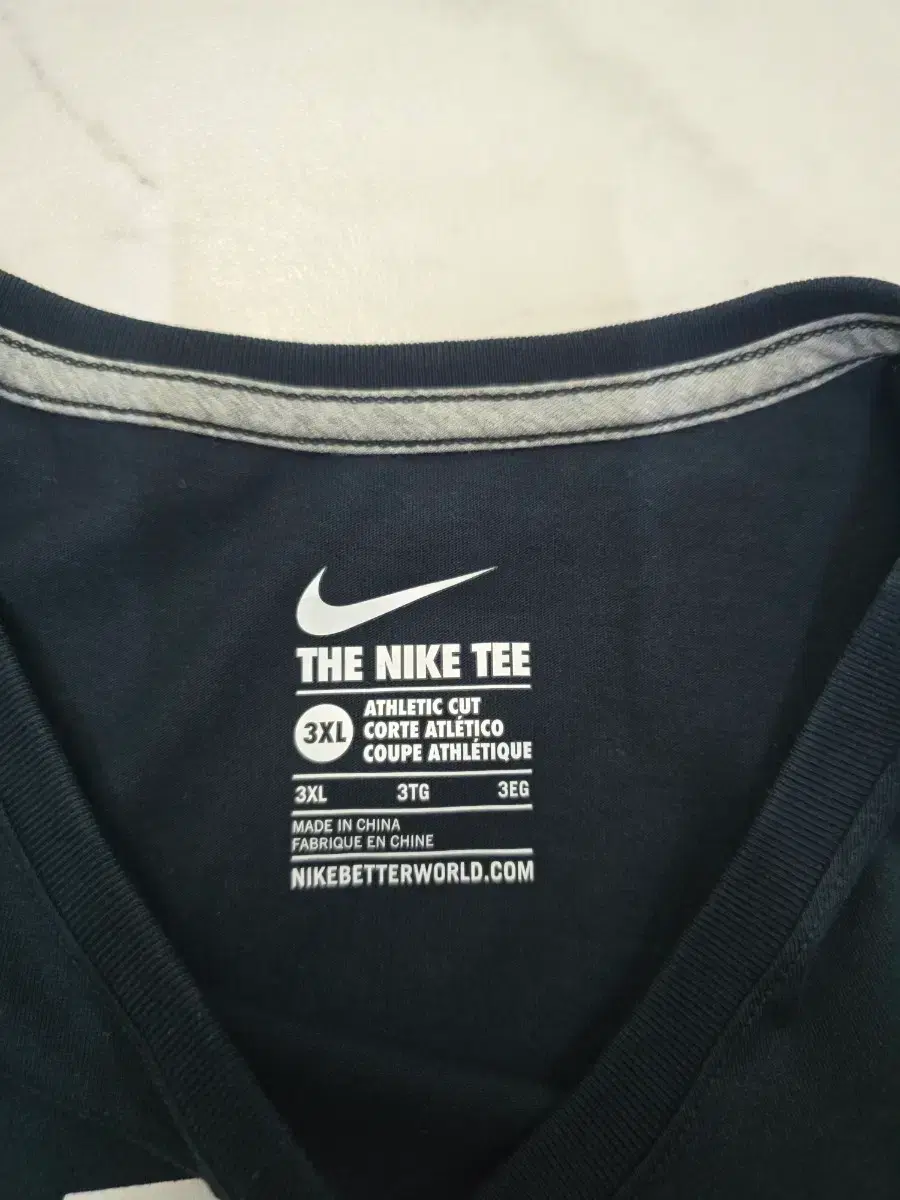 THE NIKE TEE
3XL
ATHLETIC CUT
CORTE ATLÉTICO
COUPE ATHLÉTIQUE
3XL 3TG 3EG
MADE IN CHINA
FABRIQUE EN CHINE
NIKEBETTERWORLD.COM